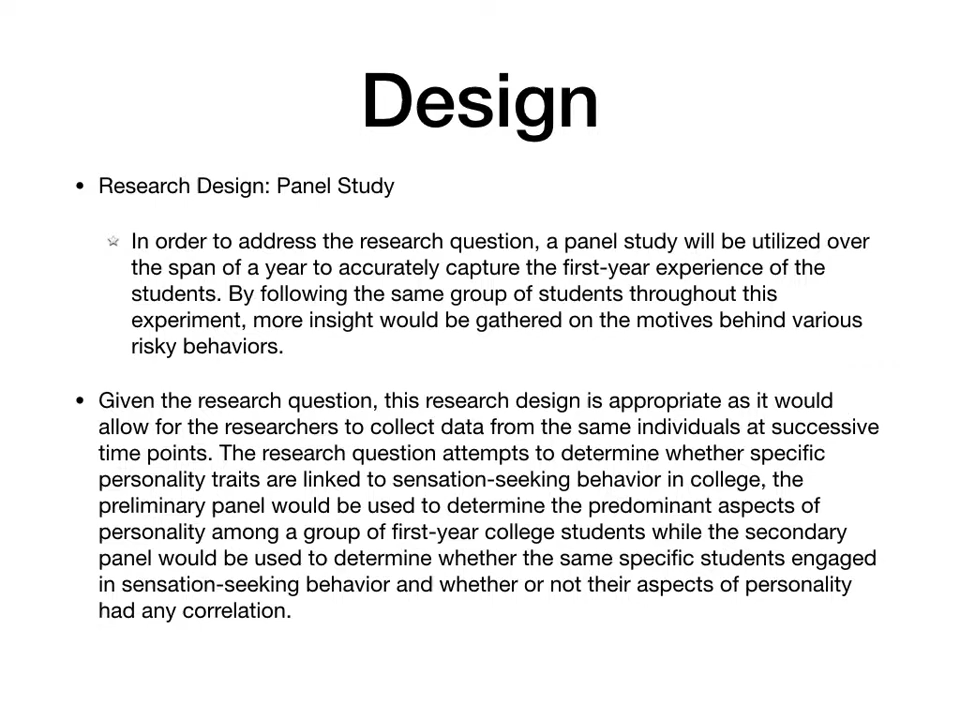 Design
• Research Design: Panel Study
☆ In order to address the research question, a panel study will be utilized over
the span of a year to accurately capture the first-year experience of the
students. By following the same group of students throughout this
experiment, more insight would be gathered on the motives behind various
risky behaviors.
• Given the research question, this research design is appropriate as it would
allow for the researchers to collect data from the same individuals at successive
time points. The research question attempts to determine whether specific
personality traits are linked to sensation-seeking behavior in college, the
preliminary panel would be used to determine the predominant aspects of
personality among a group of first-year college students while the secondary
panel would be used to determine whether the same specific students engaged
in sensation-seeking behavior and whether or not their aspects of personality
had any correlation.